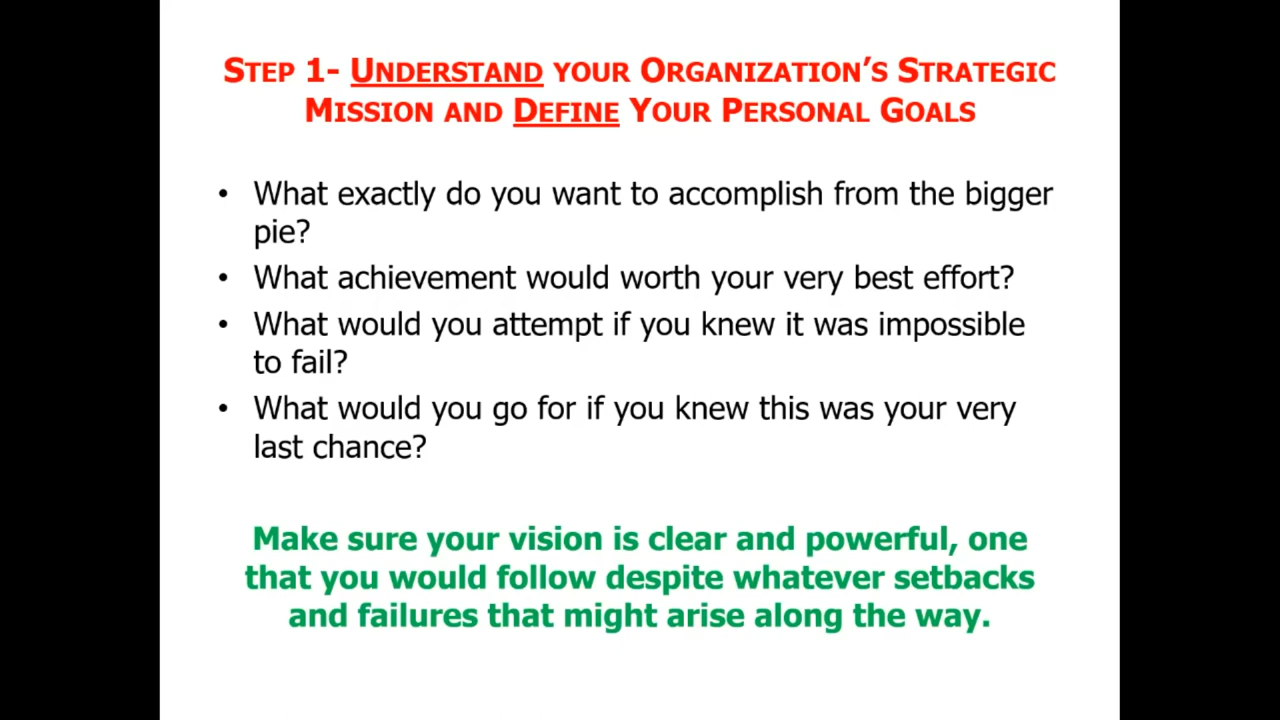 STEP 1- UNDERSTAND YOUR ORGANIZATION'S STRATEGIC
MISSION AND DEFINE YOUR PERSONAL GOALS
• What exactly do you want to accomplish from the bigger
pie?
• What achievement would worth your very best effort?
• What would you attempt if you knew it was impossible
to fail?
• What would you go for if you knew this was your very
last chance?
Make sure your vision is clear and powerful, one
that you would follow despite whatever setbacks
and failures that might arise along the way.